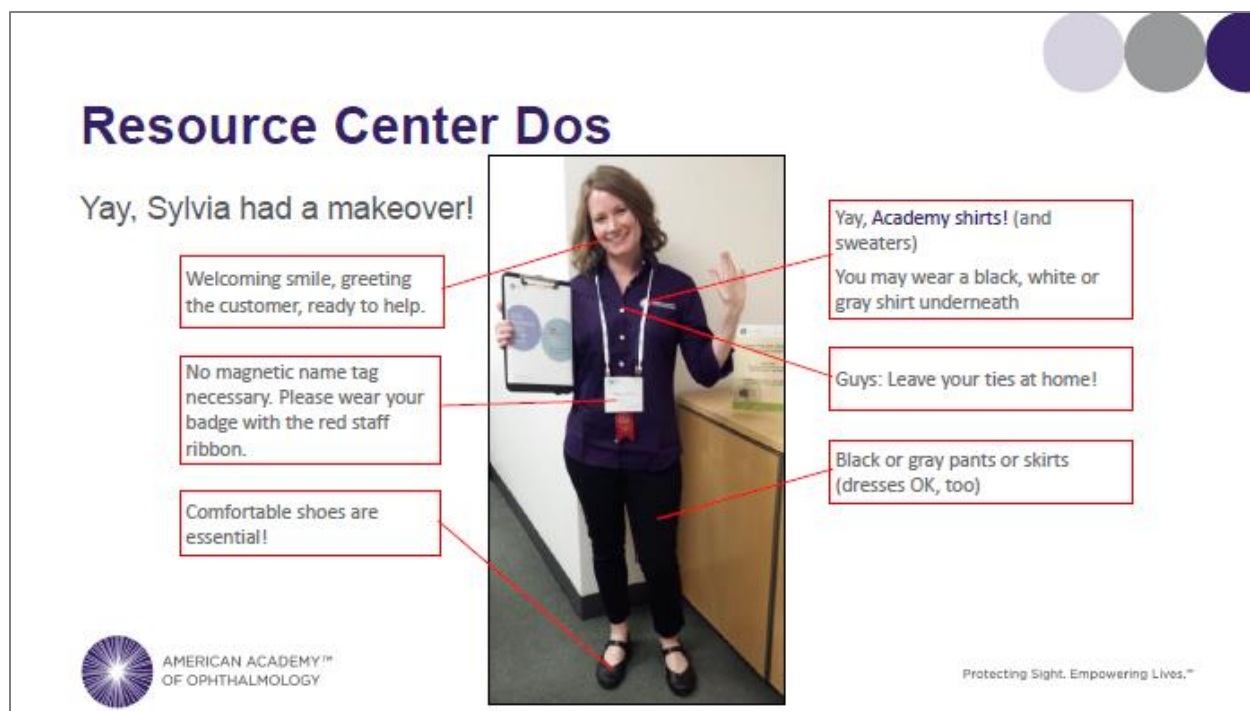 Resource Center Dos
Yay, Sylvia had a makeover!
Welcoming smile, greeting
the customer, ready to help.
No magnetic name tag
necessary. Please wear your
badge with the red staff
ribbon.
Comfortable shoes are
essential!
Yay, Academy shirts! (and
sweaters)
You may wear a black, white or
gray shirt underneath
Guys: Leave your ties at home!
Black or gray pants or skirts
(dresses OK, too)
AMERICAN ACADEMY™
OF OPHTHALMOLOGY
Protecting Sight. Empowering Lives.™